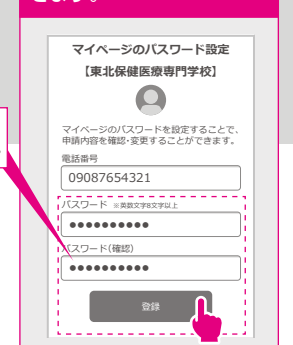 きます。
マイページのパスワード設定
【東北保健医療専門学校】
マイページのパスワードを設定することで、
申請内容を確認・変更することができます。
電話番号
09087654321
パスワード ※英数文字8文字以上
●●●●●●●●●●
パスワード（確認）
●●●●●●●●●●
登録